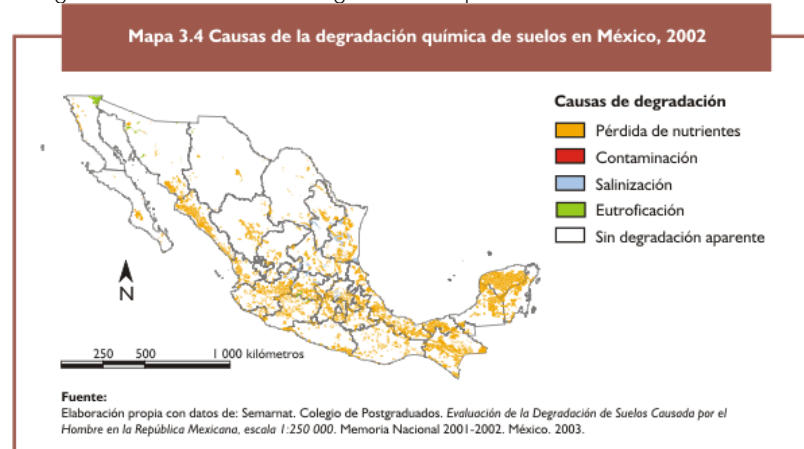 Mapa 3.4 Causas de la degradación química de suelos en México, 2002
Causas de degradación
Pérdida de nutrientes
Contaminación
Salinización
Eutroficación
Sin degradación aparente
N
250 500 1 000 kilómetros
Fuente:
Elaboración propia con datos de: Semarnat. Colegio de Postgraduados. Evaluación de la Degradación de Suelos Causada por el
Hombre en la República Mexicana, escala 1:250 000. Memoria Nacional 2001-2002. México. 2003.